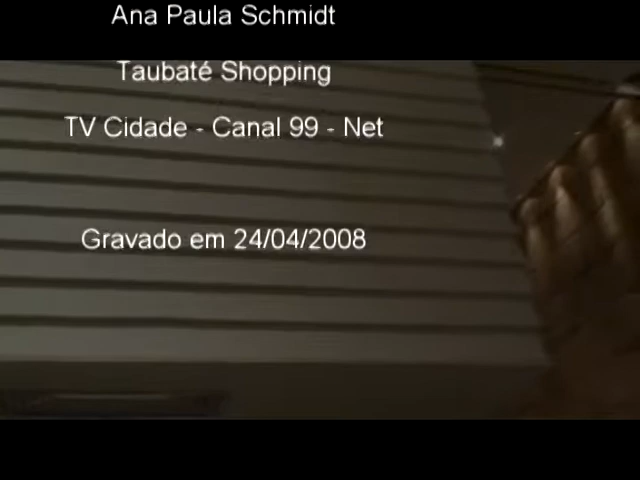 Ana Paula Schmidt
Taubaté Shopping
TV Cidade - Canal 99 - Net
Gravado em 24/04/2008